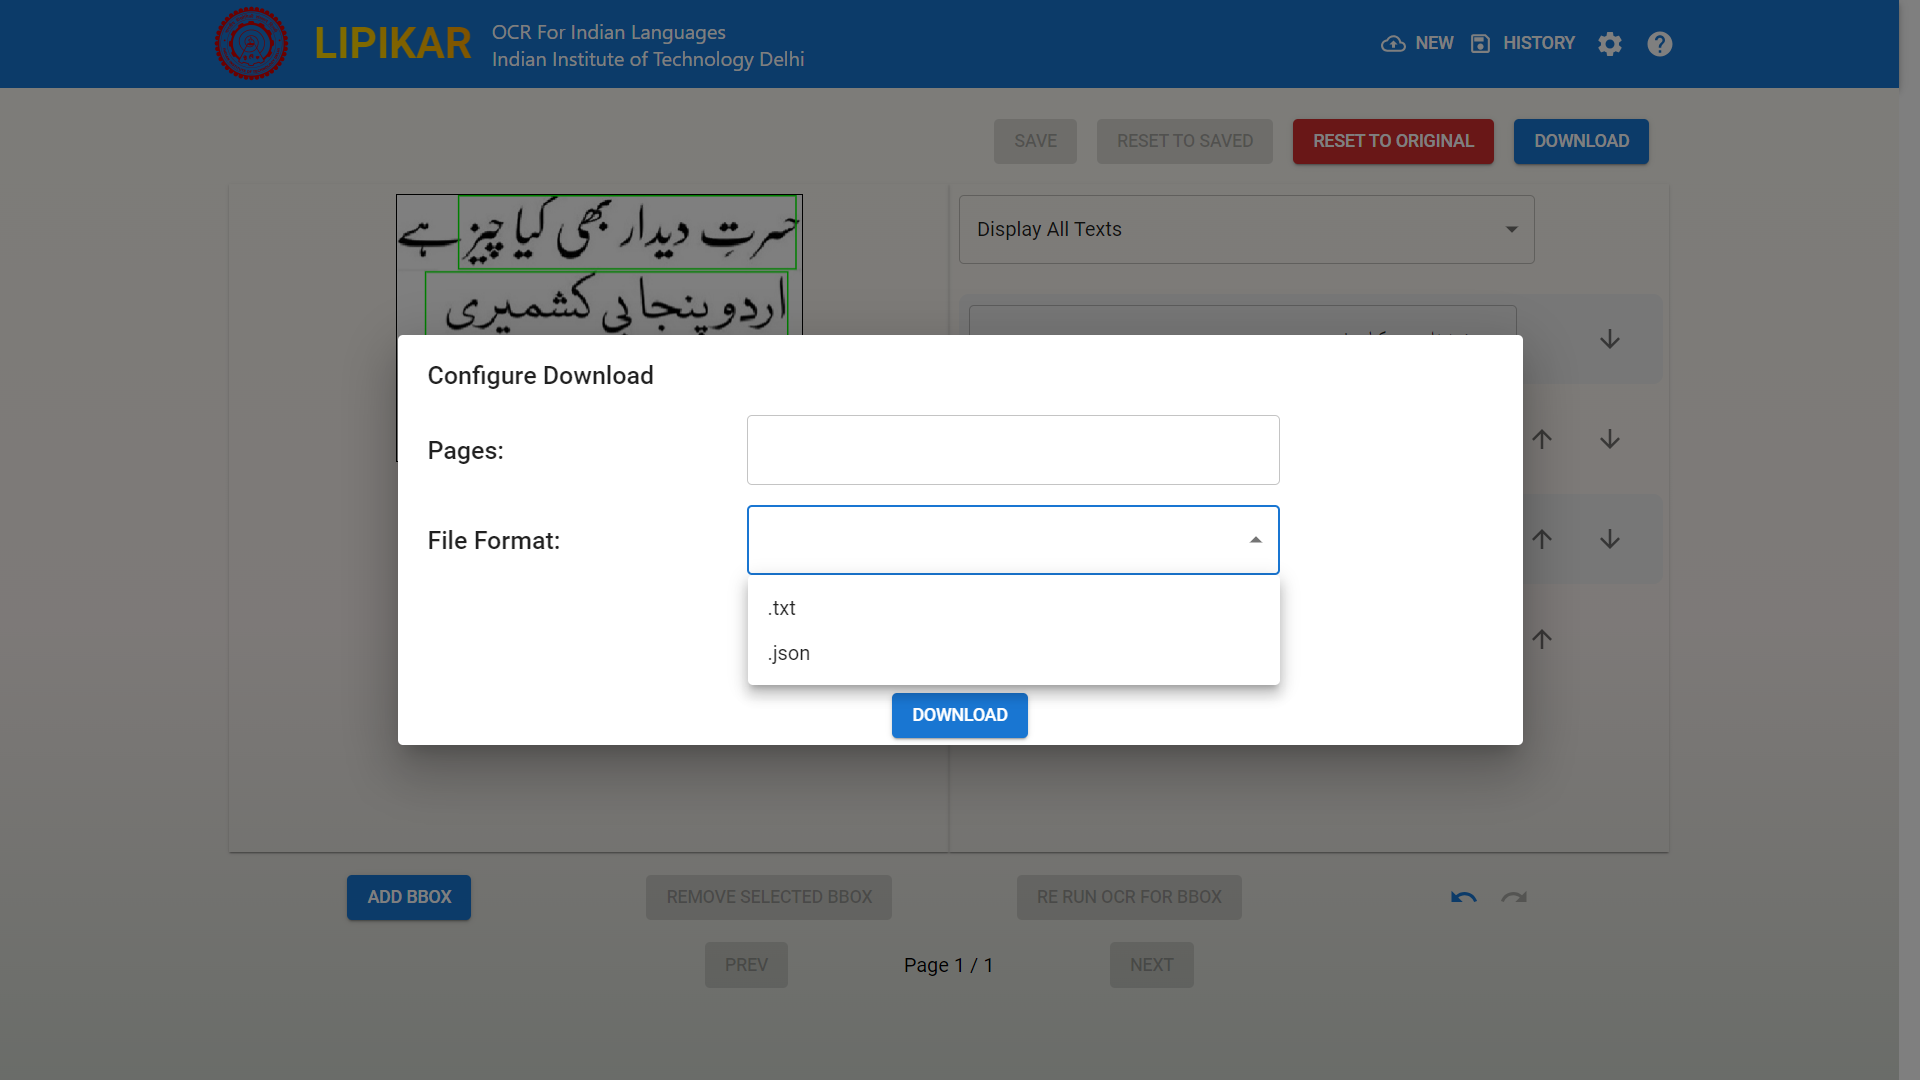 LIPIKAR
OCR For Indian Languages
Indian Institute of Technology Delhi
NEW
HISTORY
SAVE
RESET TO SAVED
RESET TO ORIGINAL
DOWNLOAD
حسرتِ دیدار بھی کیا چیز ہے
اردو پنجابی کشمیری
Display All Texts
Configure Download
Pages:
File Format:
.txt
.json
DOWNLOAD
ADD BBOX
REMOVE SELECTED BBOX
RE RUN OCR FOR BBOX
PREV
Page 1 / 1
NEXT